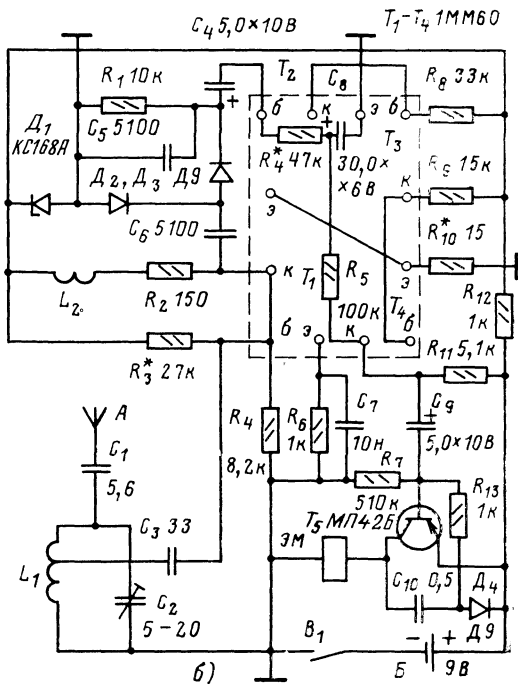 C4 5,0×10В
T1-T4 1ММ60
R1 10к
T2
C8
R8 33к
б
к
э
в
Д1
КС168А
C5 5100
+
R4* 47к
+
T3
Д2, Д3
Д9
30,0×
×6В
R9 15к
э
к
C6 5100
R10* 15
T1
R5
э
к
L2
R2 150
100к
T4
R12
1к
в
э
к
в
R3* 27к
R11 5,1к
A
R4
R6
C7
C9
+
C1
1к
10н
5,0×10В
5,6
8,2к
R7
R13
510к
1к
C3 33
T5 МП42Б
ЭМ
L1
C10 0,5
Д4
C2
5-20
Д9
B1
- +
б)
Б
9В